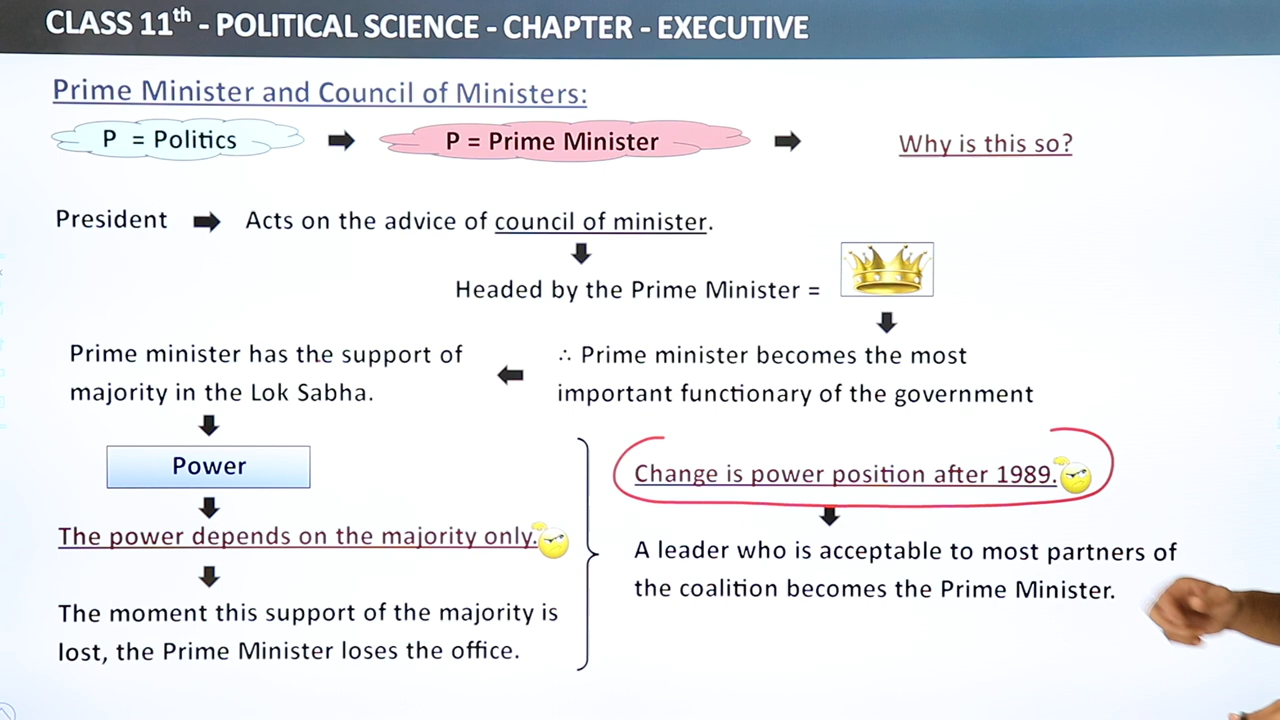 CLASS 11th - POLITICAL SCIENCE - CHAPTER - EXECUTIVE
Prime Minister and Council of Ministers:
P = Politics
P = Prime Minister
Why is this so?
President
Acts on the advice of council of minister.
Headed by the Prime Minister =
∴ Prime minister becomes the most
important functionary of the government
Prime minister has the support of
majority in the Lok Sabha.
Power
The power depends on the majority only.
The moment this support of the majority is
lost, the Prime Minister loses the office.
Change is power position after 1989.
A leader who is acceptable to most partners of
the coalition becomes the Prime Minister.